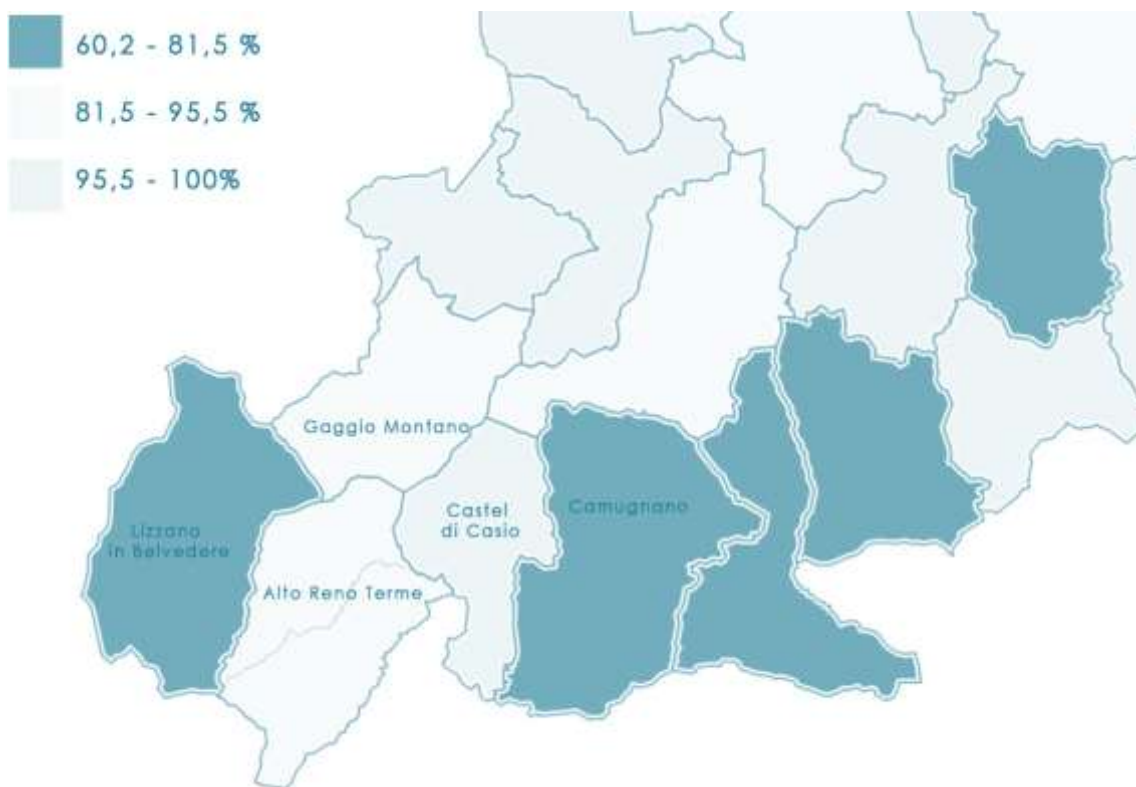 60,2 - 81,5 %
81,5 - 95,5 %
95,5 - 100%
Gaggio Montano
Castel
di Casio
Camugnano
Lizzano
in Belvedere
Alto Reno Terme